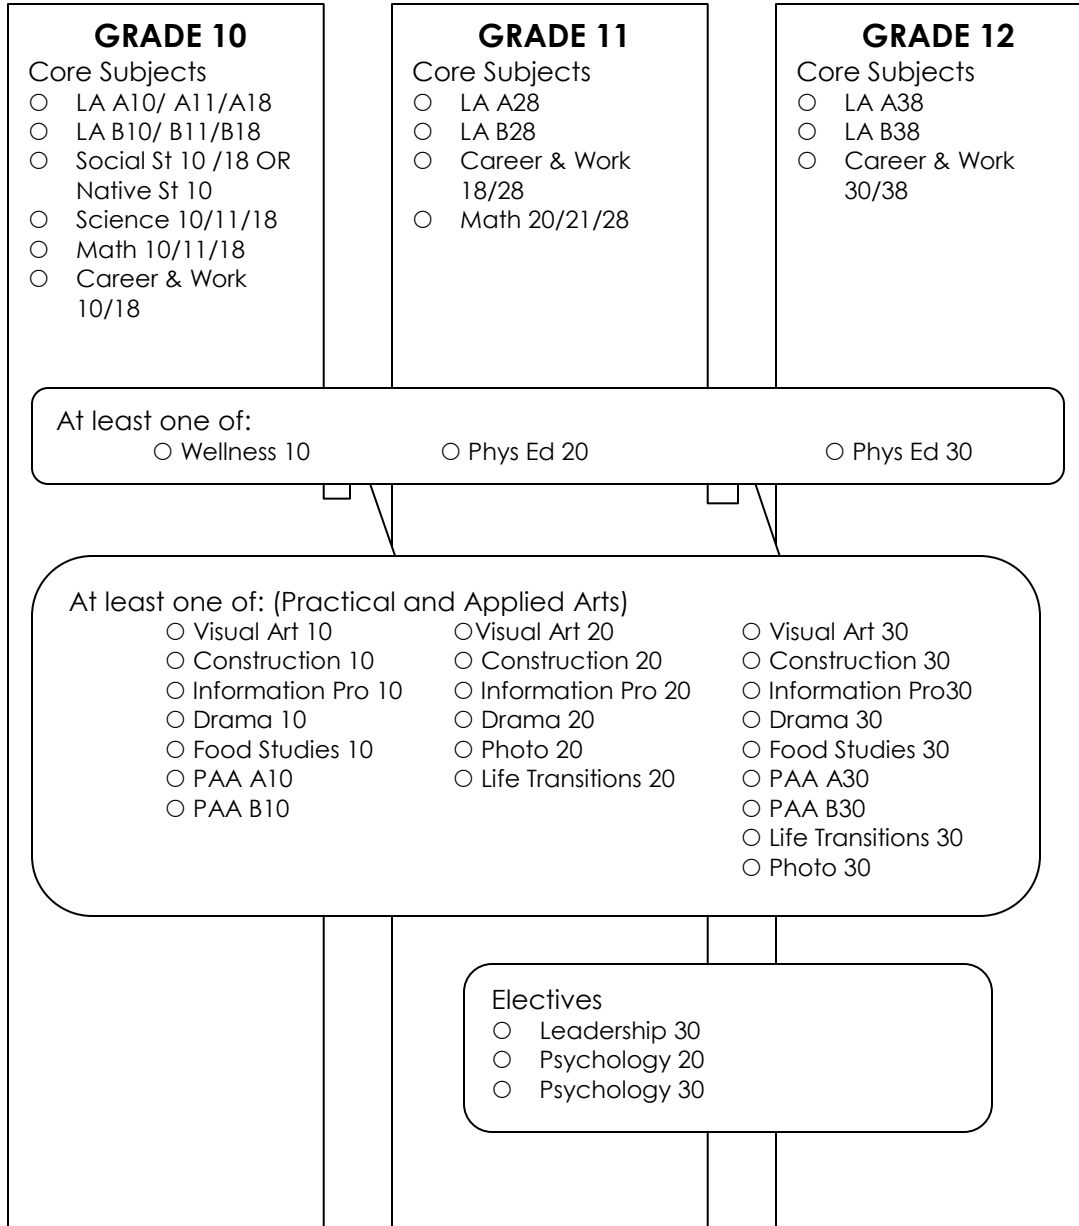 GRADE 10
Core Subjects
○ LA A10/ A11/A18
○ LA B10/ B11/B18
○ Social St 10 /18 OR
Native St 10
○ Science 10/11/18
○ Math 10/11/18
○ Career & Work
10/18
GRADE 11
Core Subjects
○ LA A28
○ LA B28
○ Career & Work
18/28
○ Math 20/21/28
GRADE 12
Core Subjects
○ LA A38
○ LA B38
○ Career & Work
30/38
At least one of:
○ Wellness 10 ○ Phys Ed 20 ○ Phys Ed 30
At least one of: (Practical and Applied Arts)
○ Visual Art 10 ○Visual Art 20 ○ Visual Art 30
○ Construction 10 ○ Construction 20 ○ Construction 30
○ Information Pro 10 ○ Information Pro 20 ○ Information Pro30
○ Drama 10 ○ Drama 20 ○ Drama 30
○ Food Studies 10 ○ Photo 20 ○ Food Studies 30
○ PAA A10 ○ Life Transitions 20 ○ PAA A30
○ PAA B10 ○ PAA B30
○ Life Transitions 30
○ Photo 30
Electives
○ Leadership 30
○ Psychology 20
○ Psychology 30